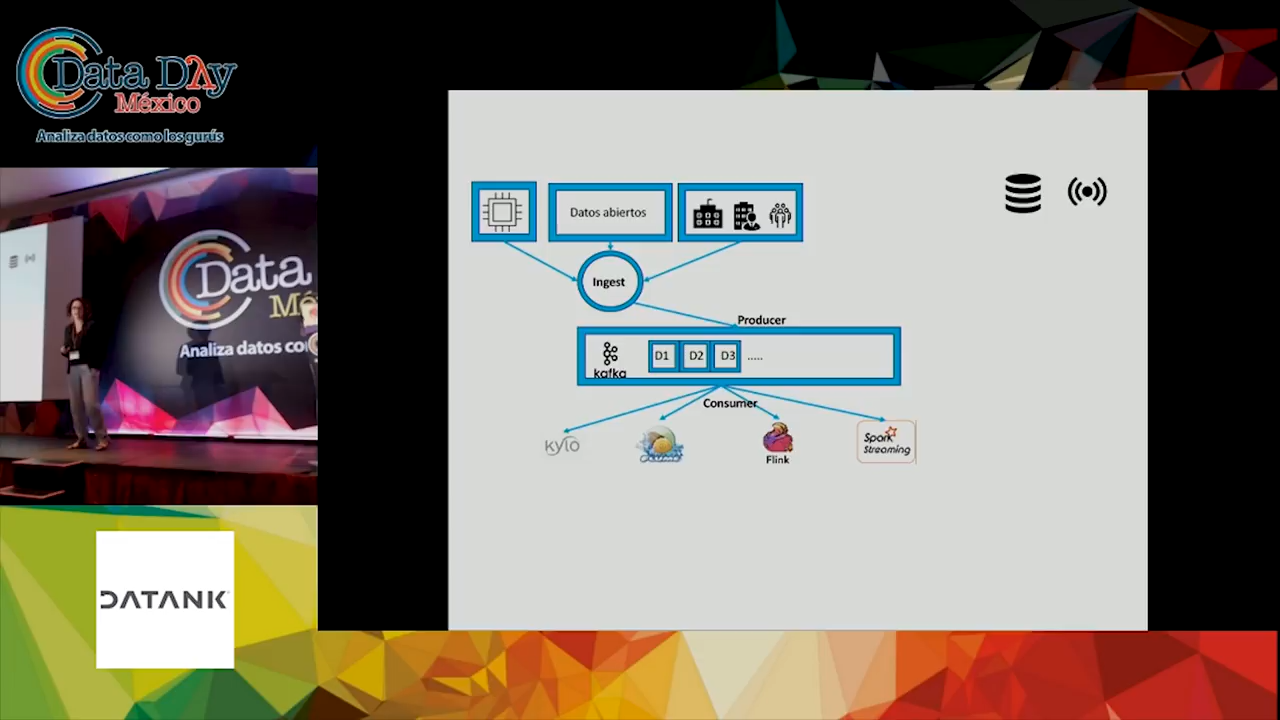 Data Day
México
Analiza datos como los gurús
Datos abiertos
Ingest
Producer
kafka
D1
D2
D3
.....
Consumer
kylo
Flink
Spark
Streaming
Data
Mé
Analiza datos co
DATANK